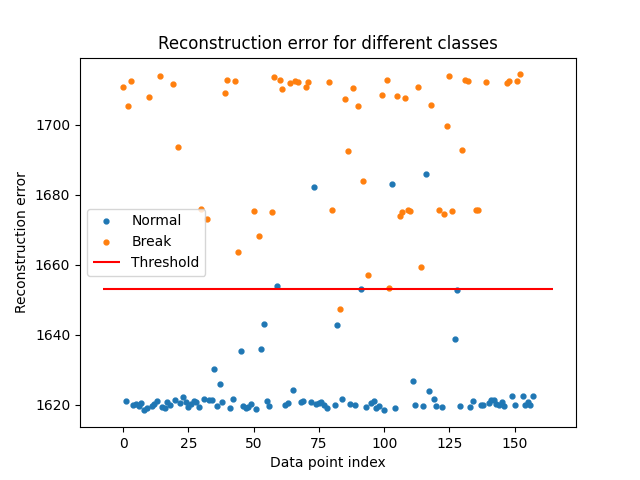 Reconstruction error for different classes
Reconstruction error
1700
1680
1660
1640
1620
Normal
Break
Threshold
0
25
50
75
100
125
150
Data point index